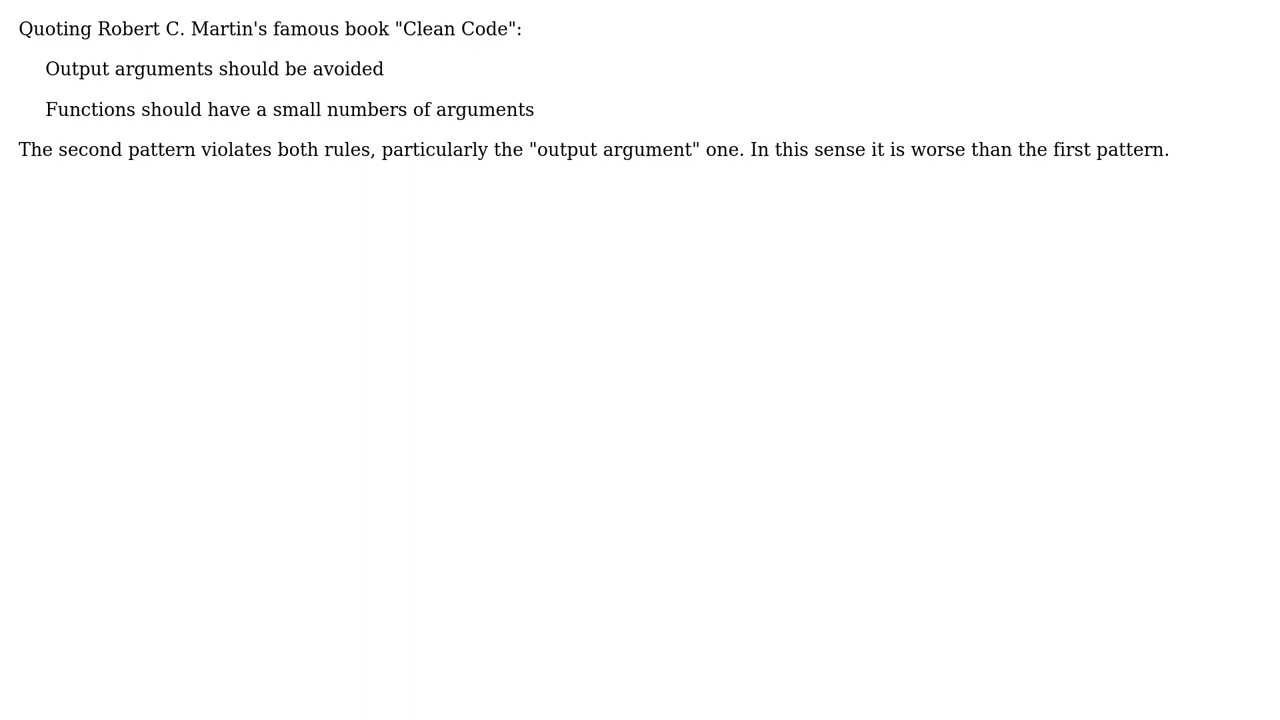 Quoting Robert C. Martin's famous book "Clean Code":
Output arguments should be avoided
Functions should have a small numbers of arguments
The second pattern violates both rules, particularly the "output argument" one. In this sense it is worse than the first pattern.